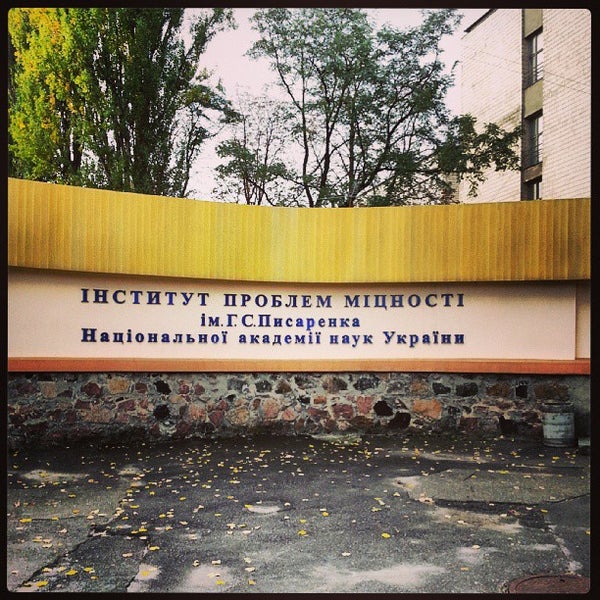 ІНСТИТУТ ПРОБЛЕМ МІЦНОСТІ
ім.Г.С.Писаренка
Національної академії наук України